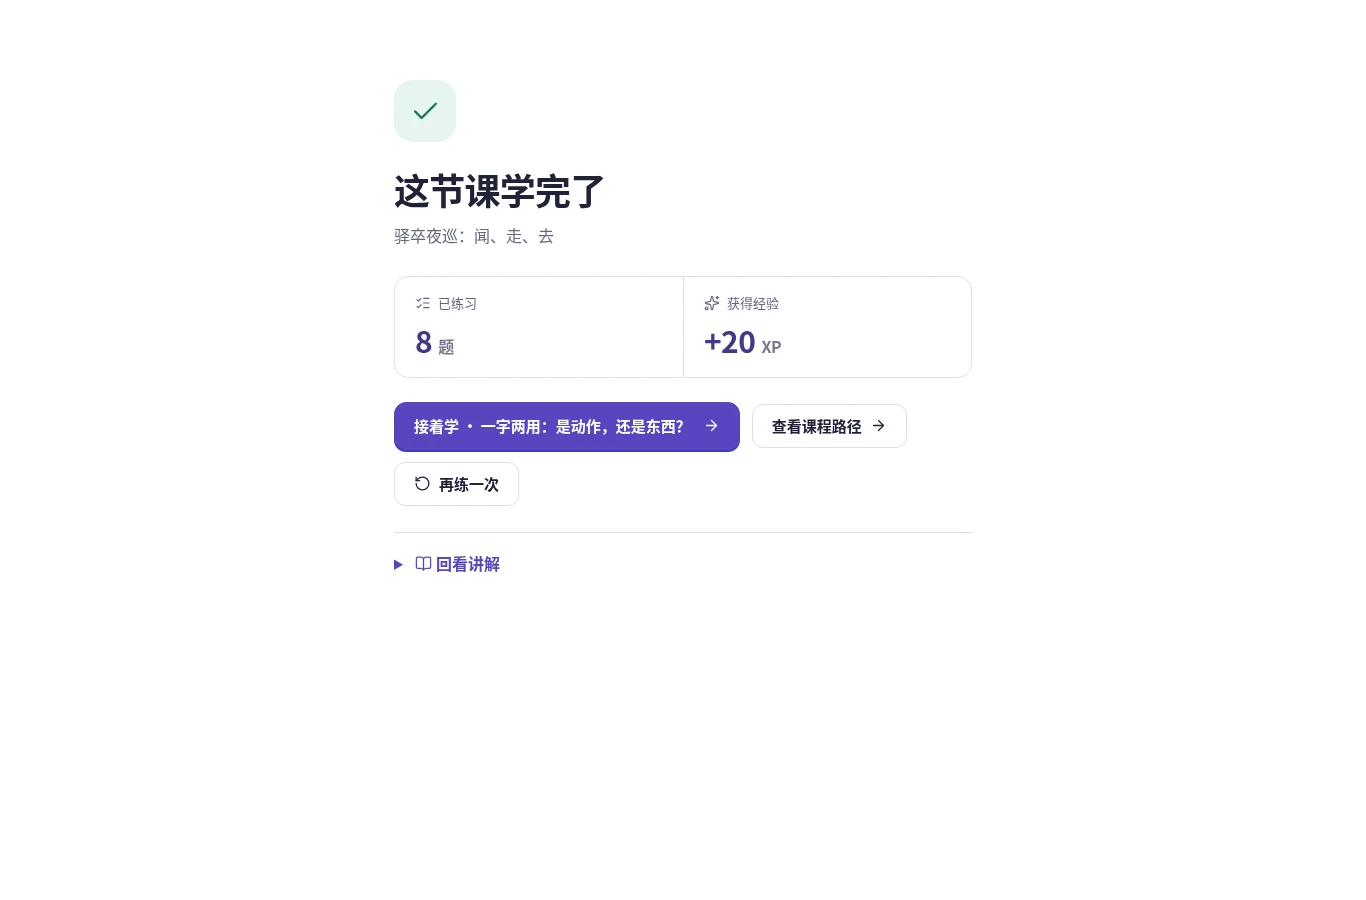 这节课学完了
驿卒夜巡：闻、走、去
已练习
8 题
获得经验
+20 XP
接着学 · 一字两用：是动作，还是东西？
查看课程路径
再练一次
回看讲解